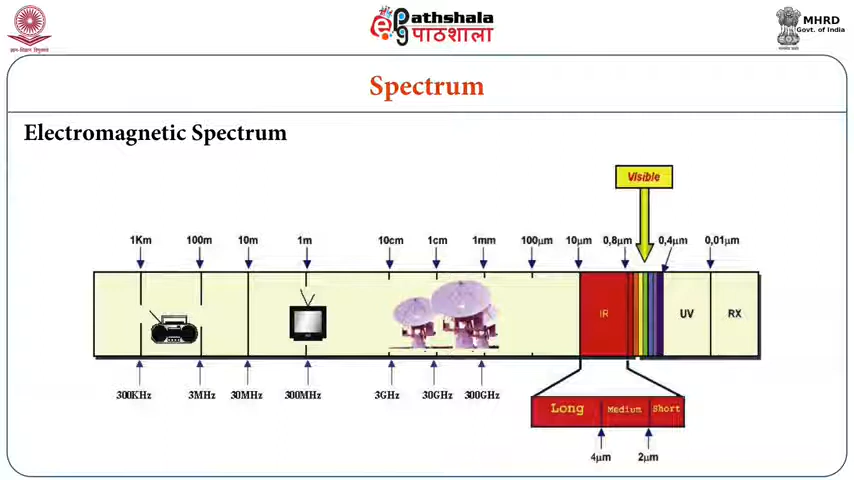 ज्ञान-विज्ञान विमुक्तये
ePathshala
पाठशाला
MHRD
Govt. of India
Spectrum
Electromagnetic Spectrum
Visible
1Km 100m 10m 1m 10cm 1cm 1mm 100µm 10µm 0,8µm 0,4µm 0,01µm
IR UV RX
300KHz 3MHz 30MHz 300MHz 3GHz 30GHz 300GHz
Long Medium Short
4µm 2µm